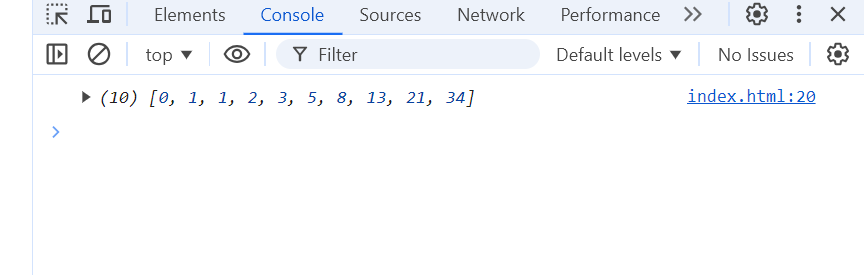 Elements Console Sources Network Performance
top Filter Default levels No Issues
(10) [0, 1, 1, 2, 3, 5, 8, 13, 21, 34] index.html:20